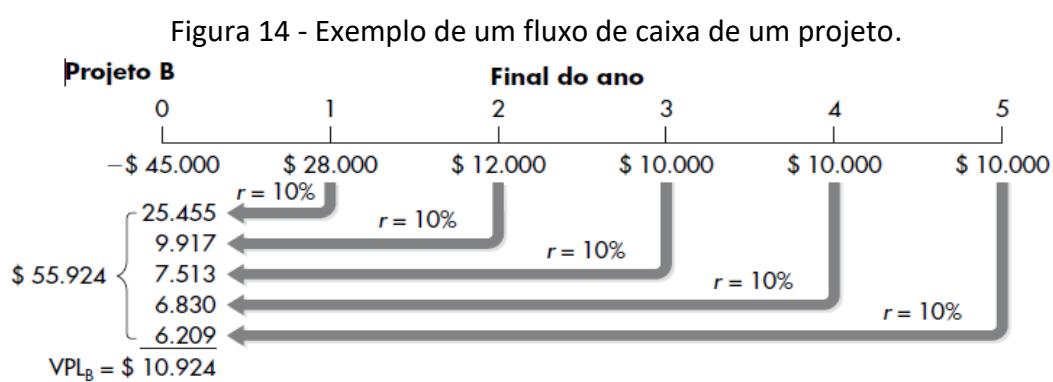 Figura 14 - Exemplo de um fluxo de caixa de um projeto.
Projeto B
Final do ano
0 1 2 3 4 5
−$ 45.000 $ 28.000 $ 12.000 $ 10.000 $ 10.000 $ 10.000
r = 10%
25.455
r = 10%
9.917
r = 10%
$ 55.924
7.513
r = 10%
6.830
r = 10%
6.209
VPLB = $ 10.924